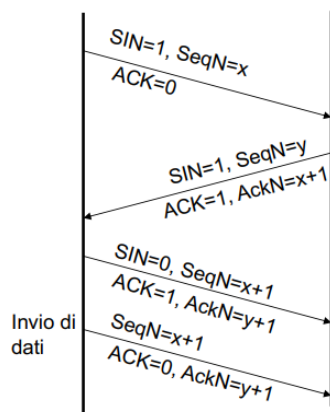 SIN=1, SeqN=x
ACK=0
SIN=1, SeqN=y
ACK=1, AckN=x+1
SIN=0, SeqN=x+1
ACK=1, AckN=y+1
Invio di
dati
SeqN=x+1
ACK=0, AckN=y+1